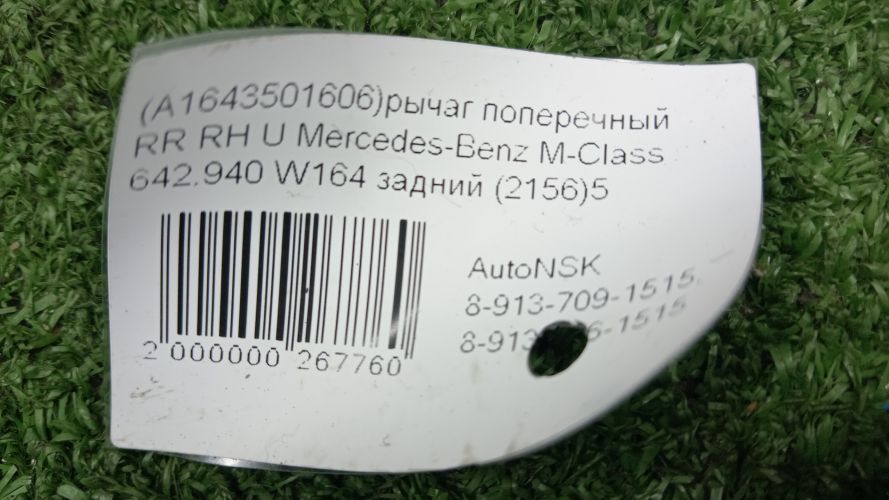 (A1643501606)рычаг поперечный
RR RH U Mercedes-Benz M-Class
642.940 W164 задний (2156)5
AutoNSK
8-913-709-1515,
2 000000 267760